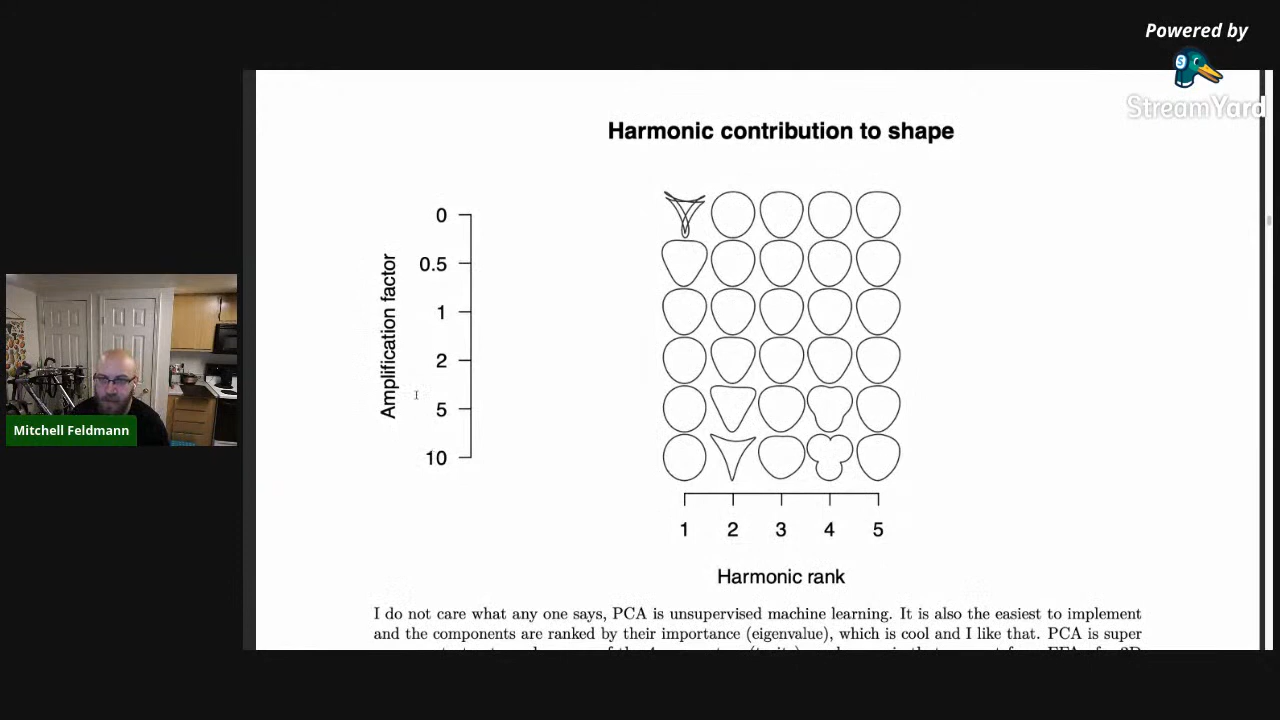 Powered by
StreamYard
Harmonic contribution to shape
Amplification factor
0
0.5
1
2
5
10
1 2 3 4 5
Harmonic rank
I do not care what any one says, PCA is unsupervised machine learning. It is also the easiest to implement
and the components are ranked by their importance (eigenvalue), which is cool and I like that. PCA is super
Mitchell Feldmann